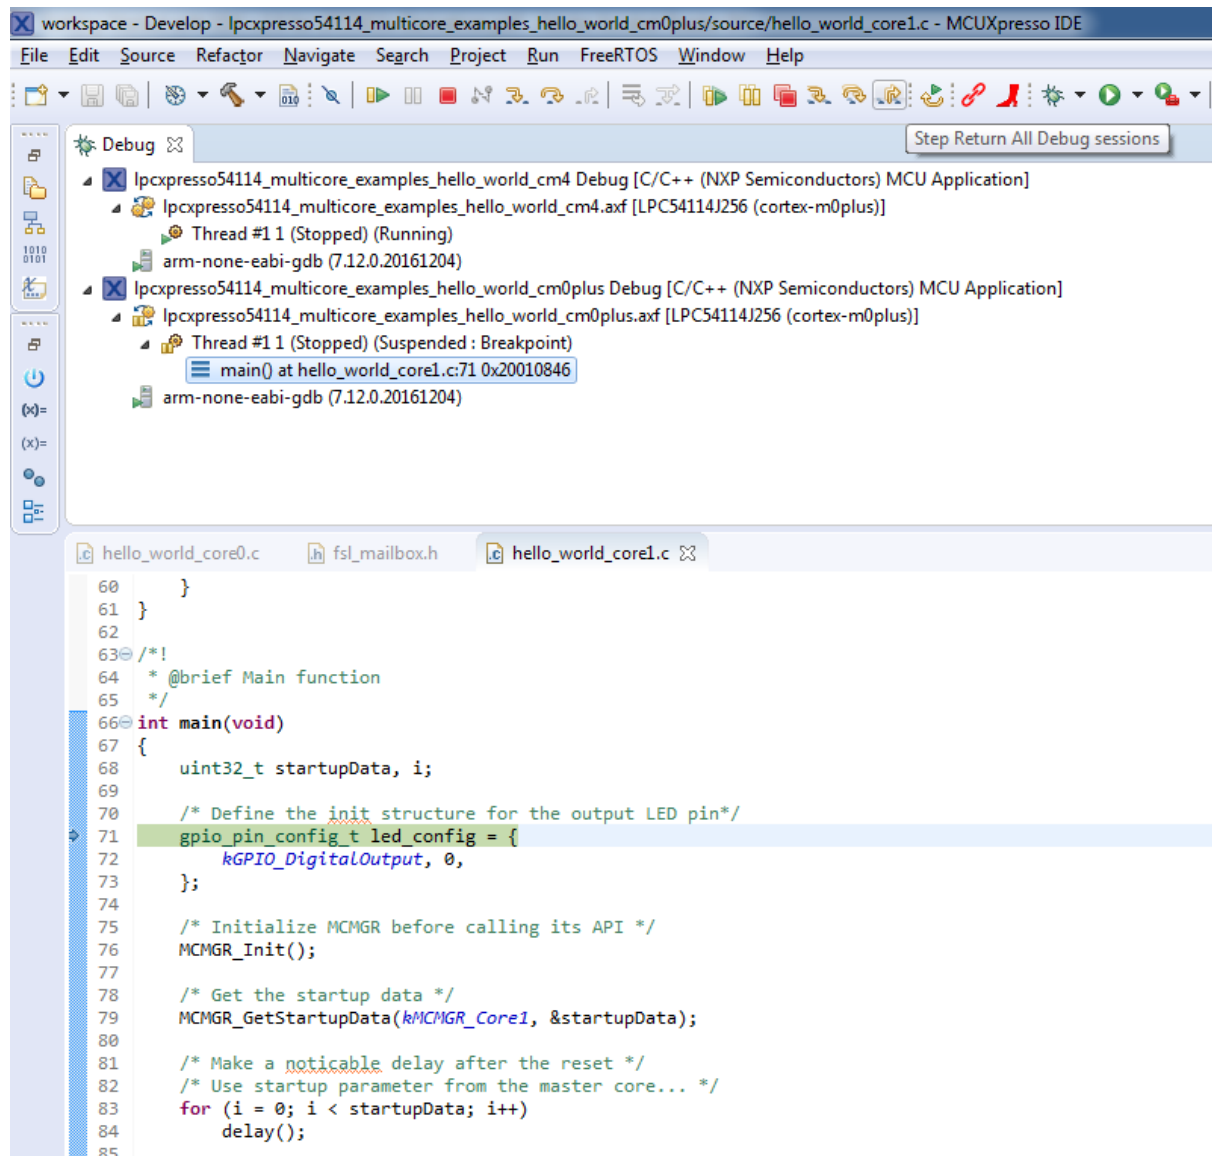 workspace - Develop - lpcxpresso54114_multicore_examples_hello_world_cm0plus/source/hello_world_core1.c - MCUXpresso IDE
File Edit Source Refactor Navigate Search Project Run FreeRTOS Window Help
010
Step Return All Debug sessions
Debug
lpcxpresso54114_multicore_examples_hello_world_cm4 Debug [C/C++ (NXP Semiconductors) MCU Application]
lpcxpresso54114_multicore_examples_hello_world_cm4.axf [LPC54114J256 (cortex-m0plus)]
Thread #1 1 (Stopped) (Running)
1010
0101
arm-none-eabi-gdb (7.12.0.20161204)
lpcxpresso54114_multicore_examples_hello_world_cm0plus Debug [C/C++ (NXP Semiconductors) MCU Application]
lpcxpresso54114_multicore_examples_hello_world_cm0plus.axf [LPC54114J256 (cortex-m0plus)]
Thread #1 1 (Stopped) (Suspended : Breakpoint)
main() at hello_world_core1.c:71 0x20010846
arm-none-eabi-gdb (7.12.0.20161204)
(x)=
(x)=
.c hello_world_core0.c .h fsl_mailbox.h .c hello_world_core1.c
60 }
61 }
62
63 /*!
64 * @brief Main function
65 */
66 int main(void)
67 {
68 uint32_t startupData, i;
69
70 /* Define the init structure for the output LED pin*/
71 gpio_pin_config_t led_config = {
72 kGPIO_DigitalOutput, 0,
73 };
74
75 /* Initialize MCMGR before calling its API */
76 MCMGR_Init();
77
78 /* Get the startup data */
79 MCMGR_GetStartupData(kMCMGR_Core1, &startupData);
80
81 /* Make a noticable delay after the reset */
82 /* Use startup parameter from the master core... */
83 for (i = 0; i < startupData; i++)
84 delay();
85